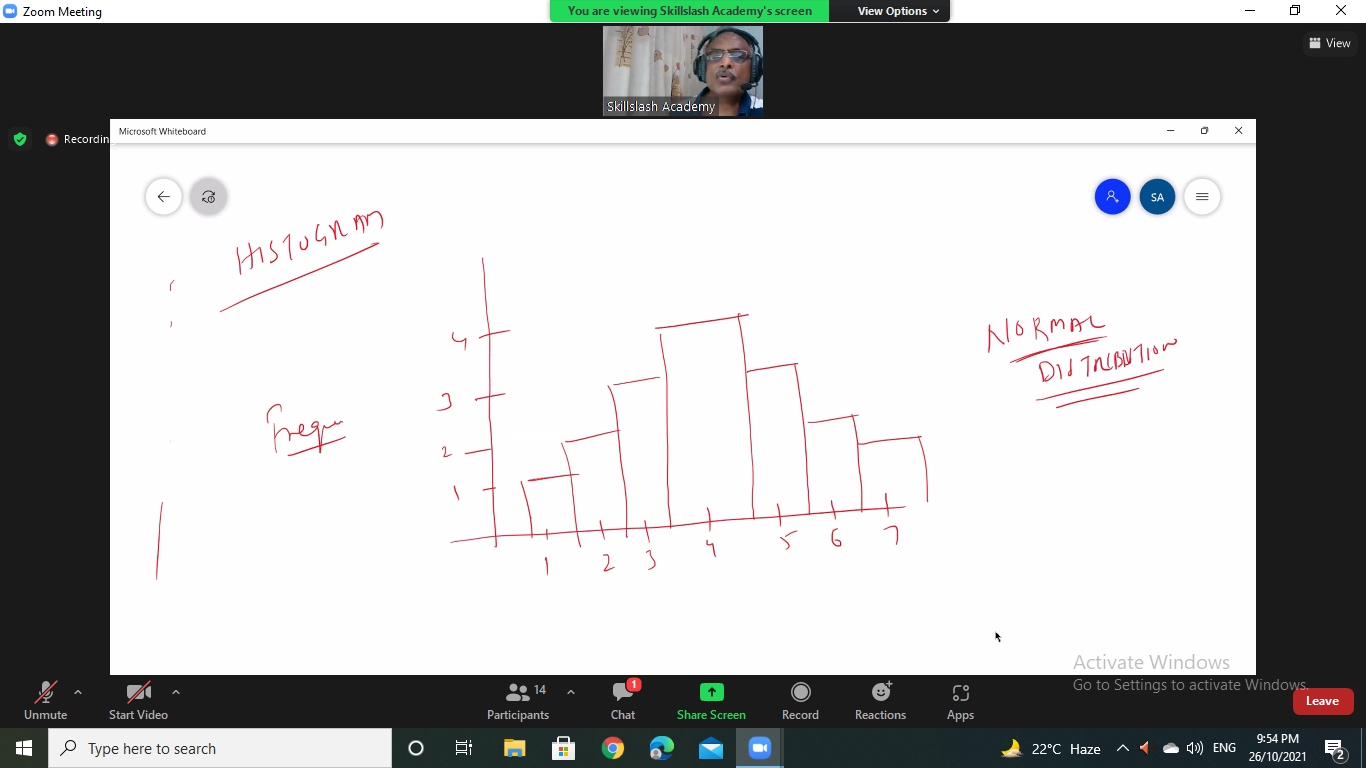 Zoom Meeting
You are viewing Skillslash Academy's screen
View Options
View
Skillslash Academy
Recording
Microsoft Whiteboard
SA
HISTOGRAM
4
3
2
1
Frequ
NORMAL
DISTRIBUTION
1 2 3 4 5 6 7
Activate Windows
Go to Settings to activate Windows.
Unmute
Start Video
14
Participants
1
Chat
Share Screen
Record
Reactions
Apps
Leave
Type here to search
22°C Haze
ENG
9:54 PM
26/10/2021
2